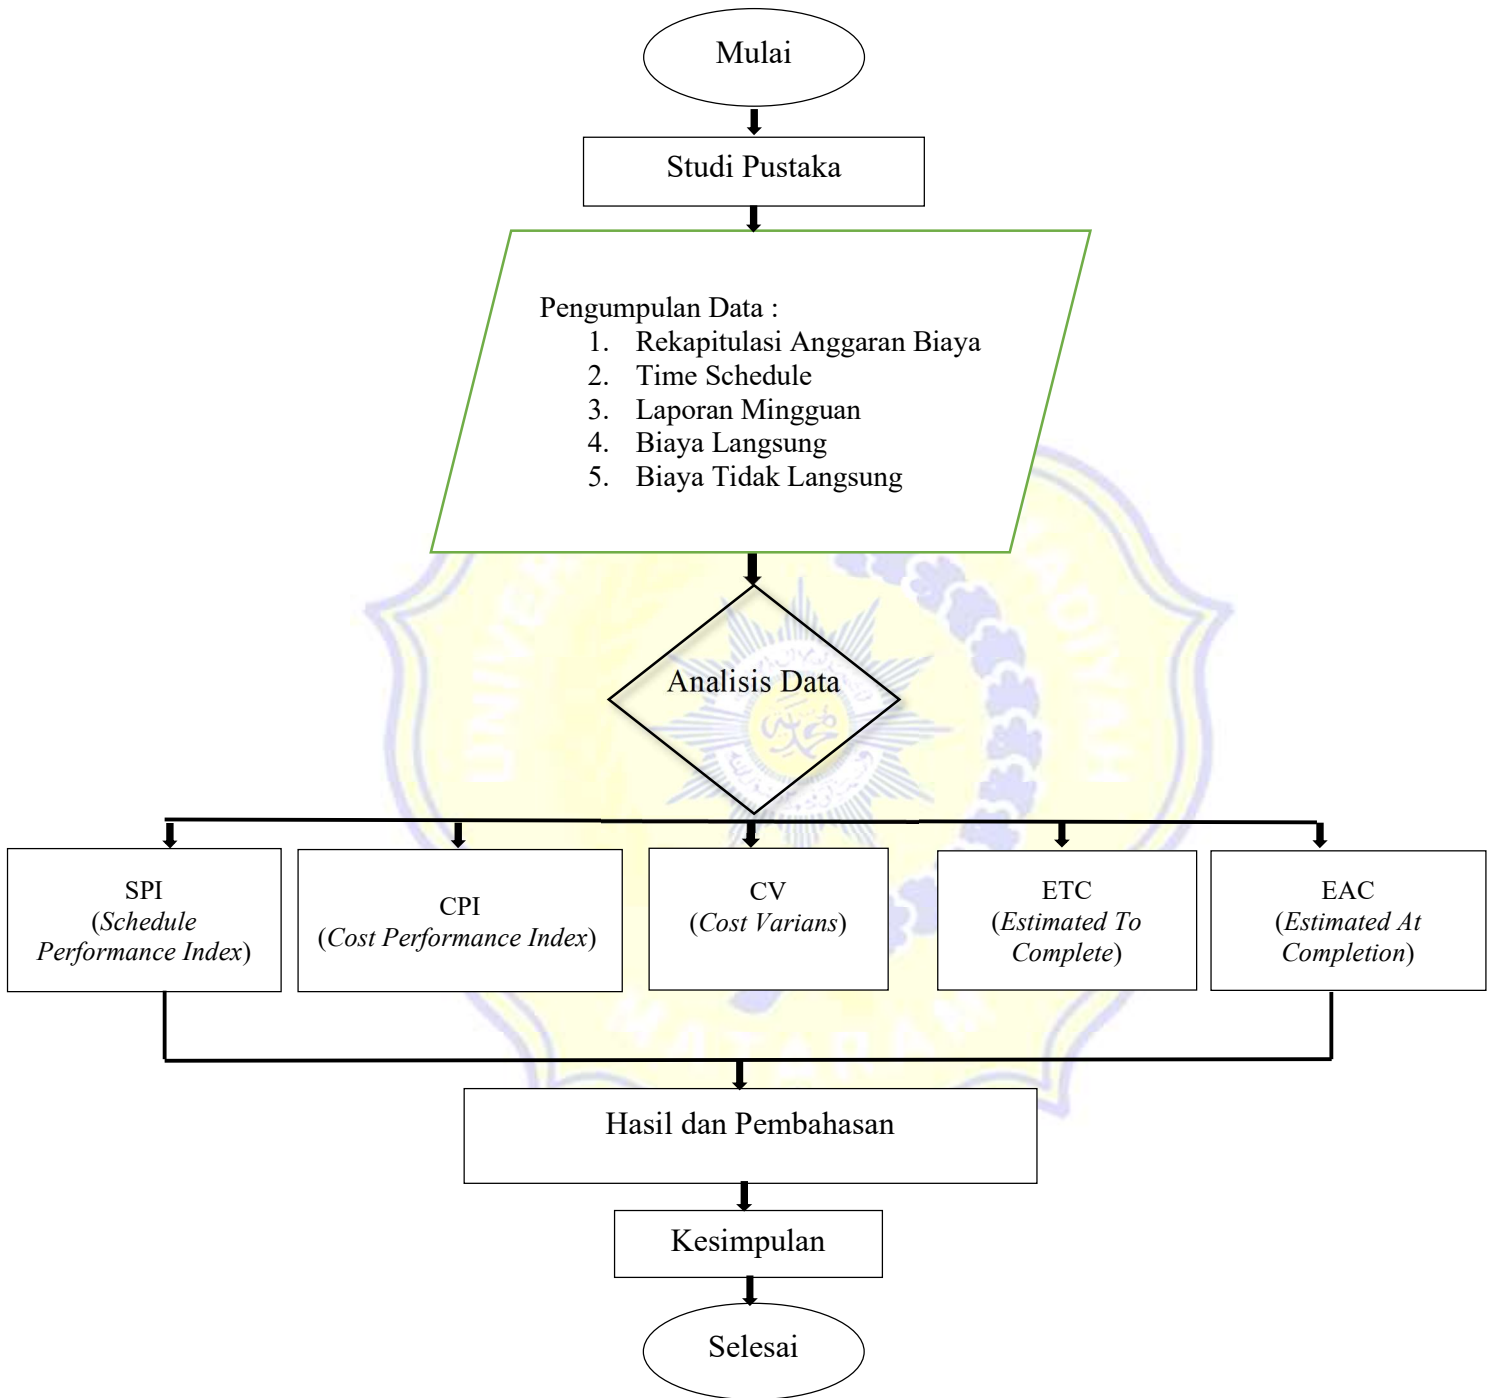 Mulai
Studi Pustaka
Pengumpulan Data :
1. Rekapitulasi Anggaran Biaya
2. Time Schedule
3. Laporan Mingguan
4. Biaya Langsung
5. Biaya Tidak Langsung
Analisis Data
SPI
(Schedule
Performance Index)
CPI
(Cost Performance Index)
CV
(Cost Varians)
ETC
(Estimated To
Complete)
EAC
(Estimated At
Completion)
Hasil dan Pembahasan
Kesimpulan
Selesai
MATARAM